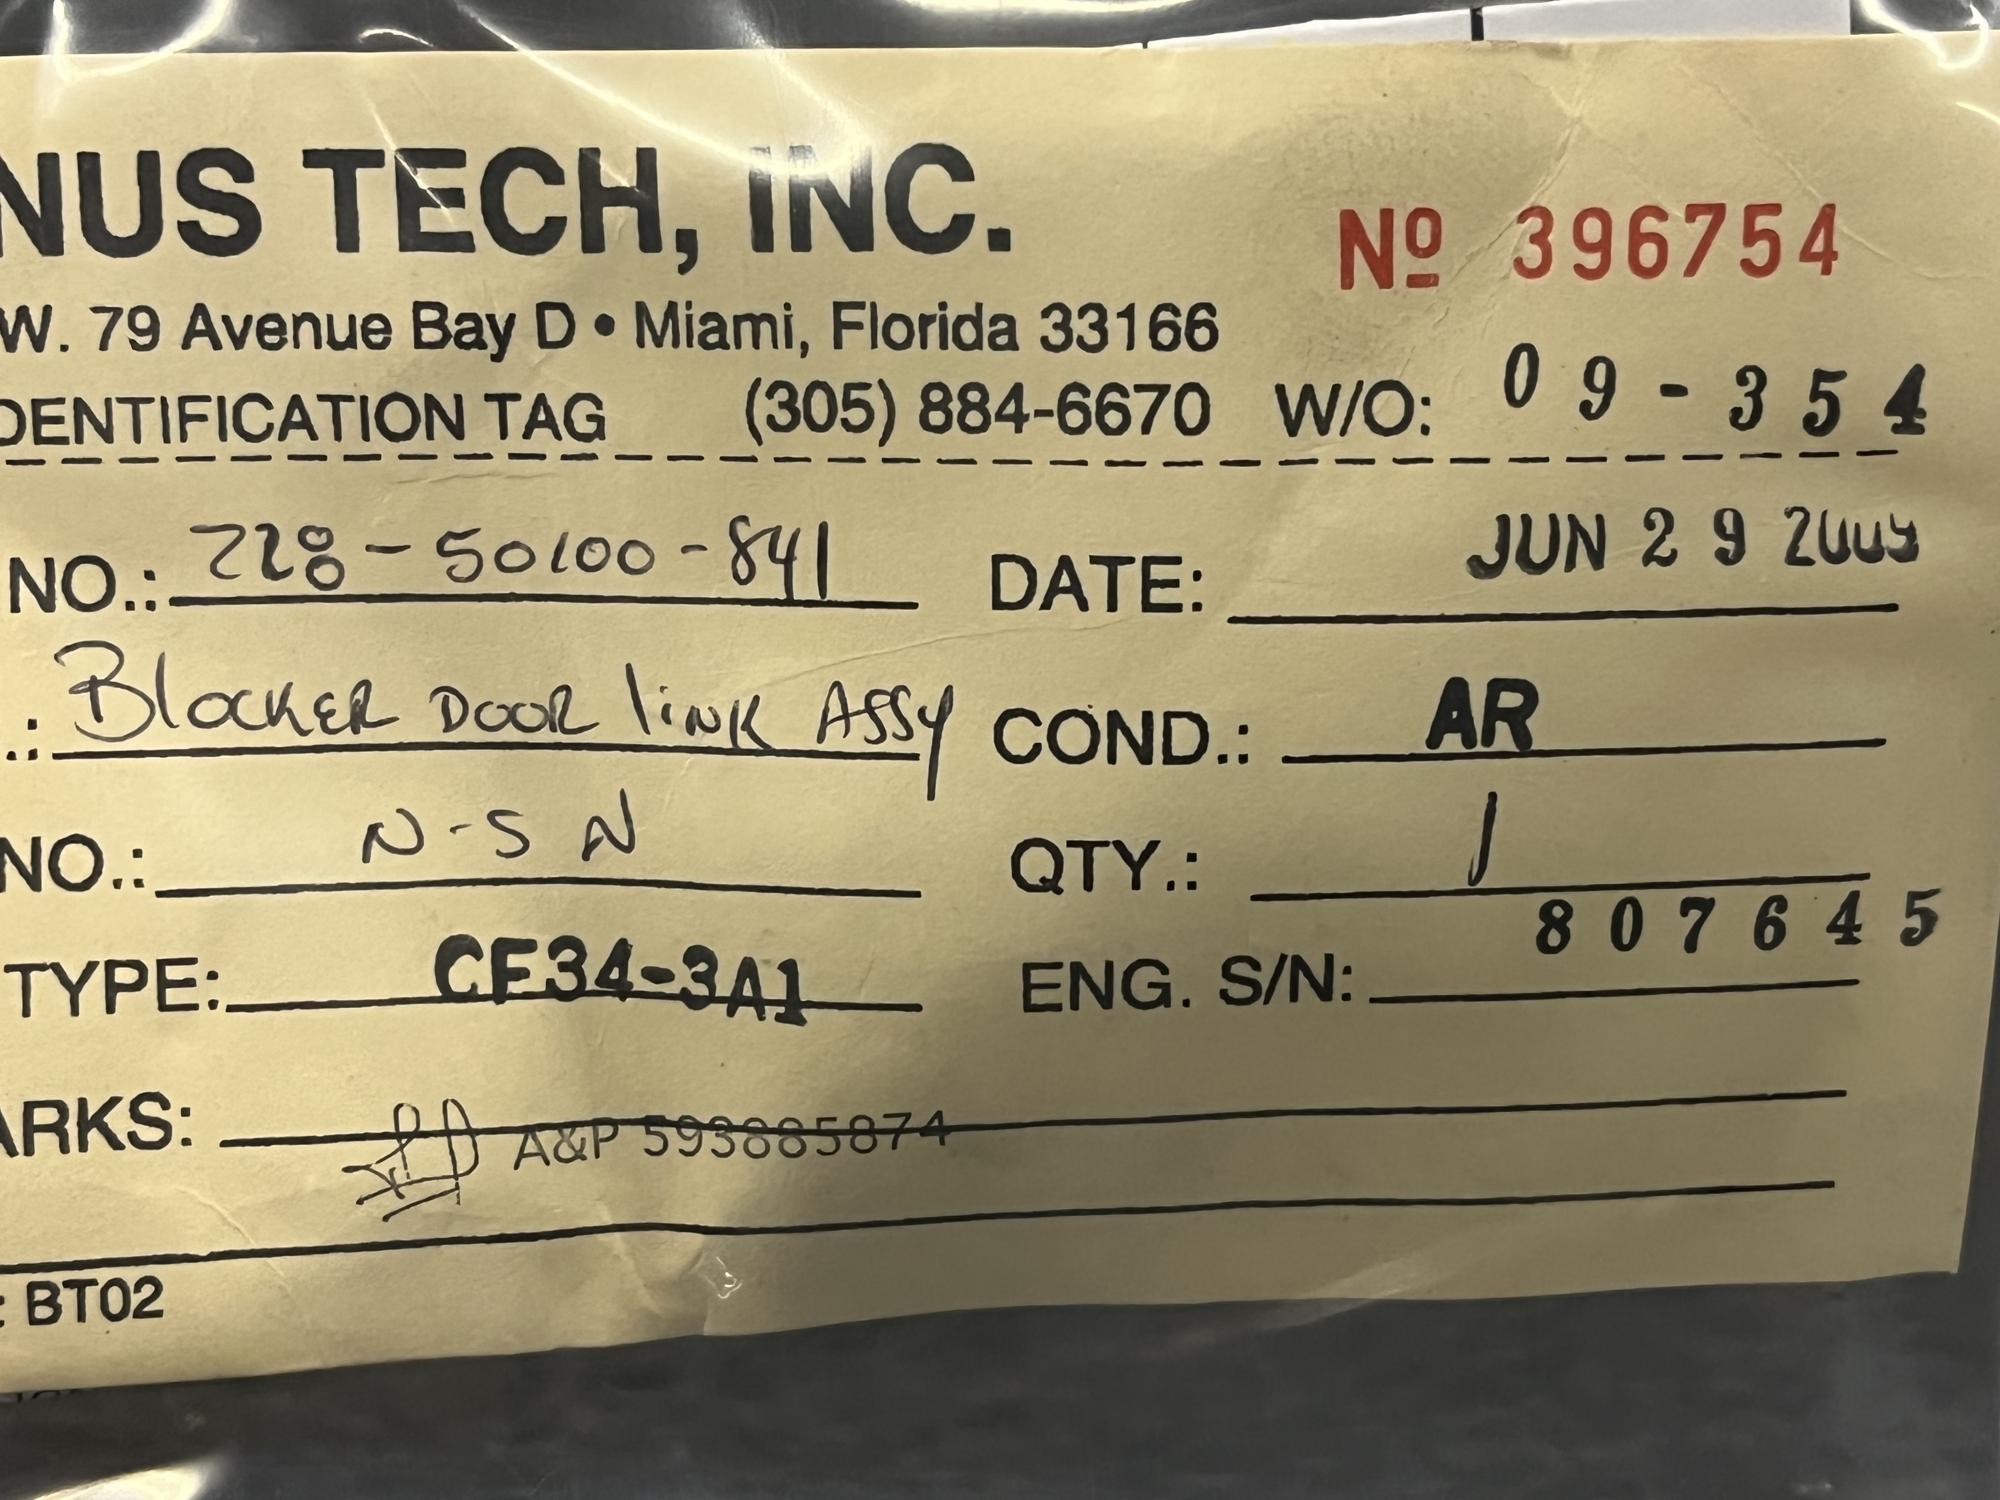 NUS TECH, INC.
Nº 396754
W. 79 Avenue Bay D • Miami, Florida 33166
DENTIFICATION TAG (305) 884-6670 W/O: 09-354
NO.: 228-50100-841 DATE: JUN 29 2009
.: Blocker Door link Assy COND.: AR
NO.: N-S N QTY.: 1
TYPE: CF34-3A1 ENG. S/N: 807645
ARKS: A&P 593885874
: BT02